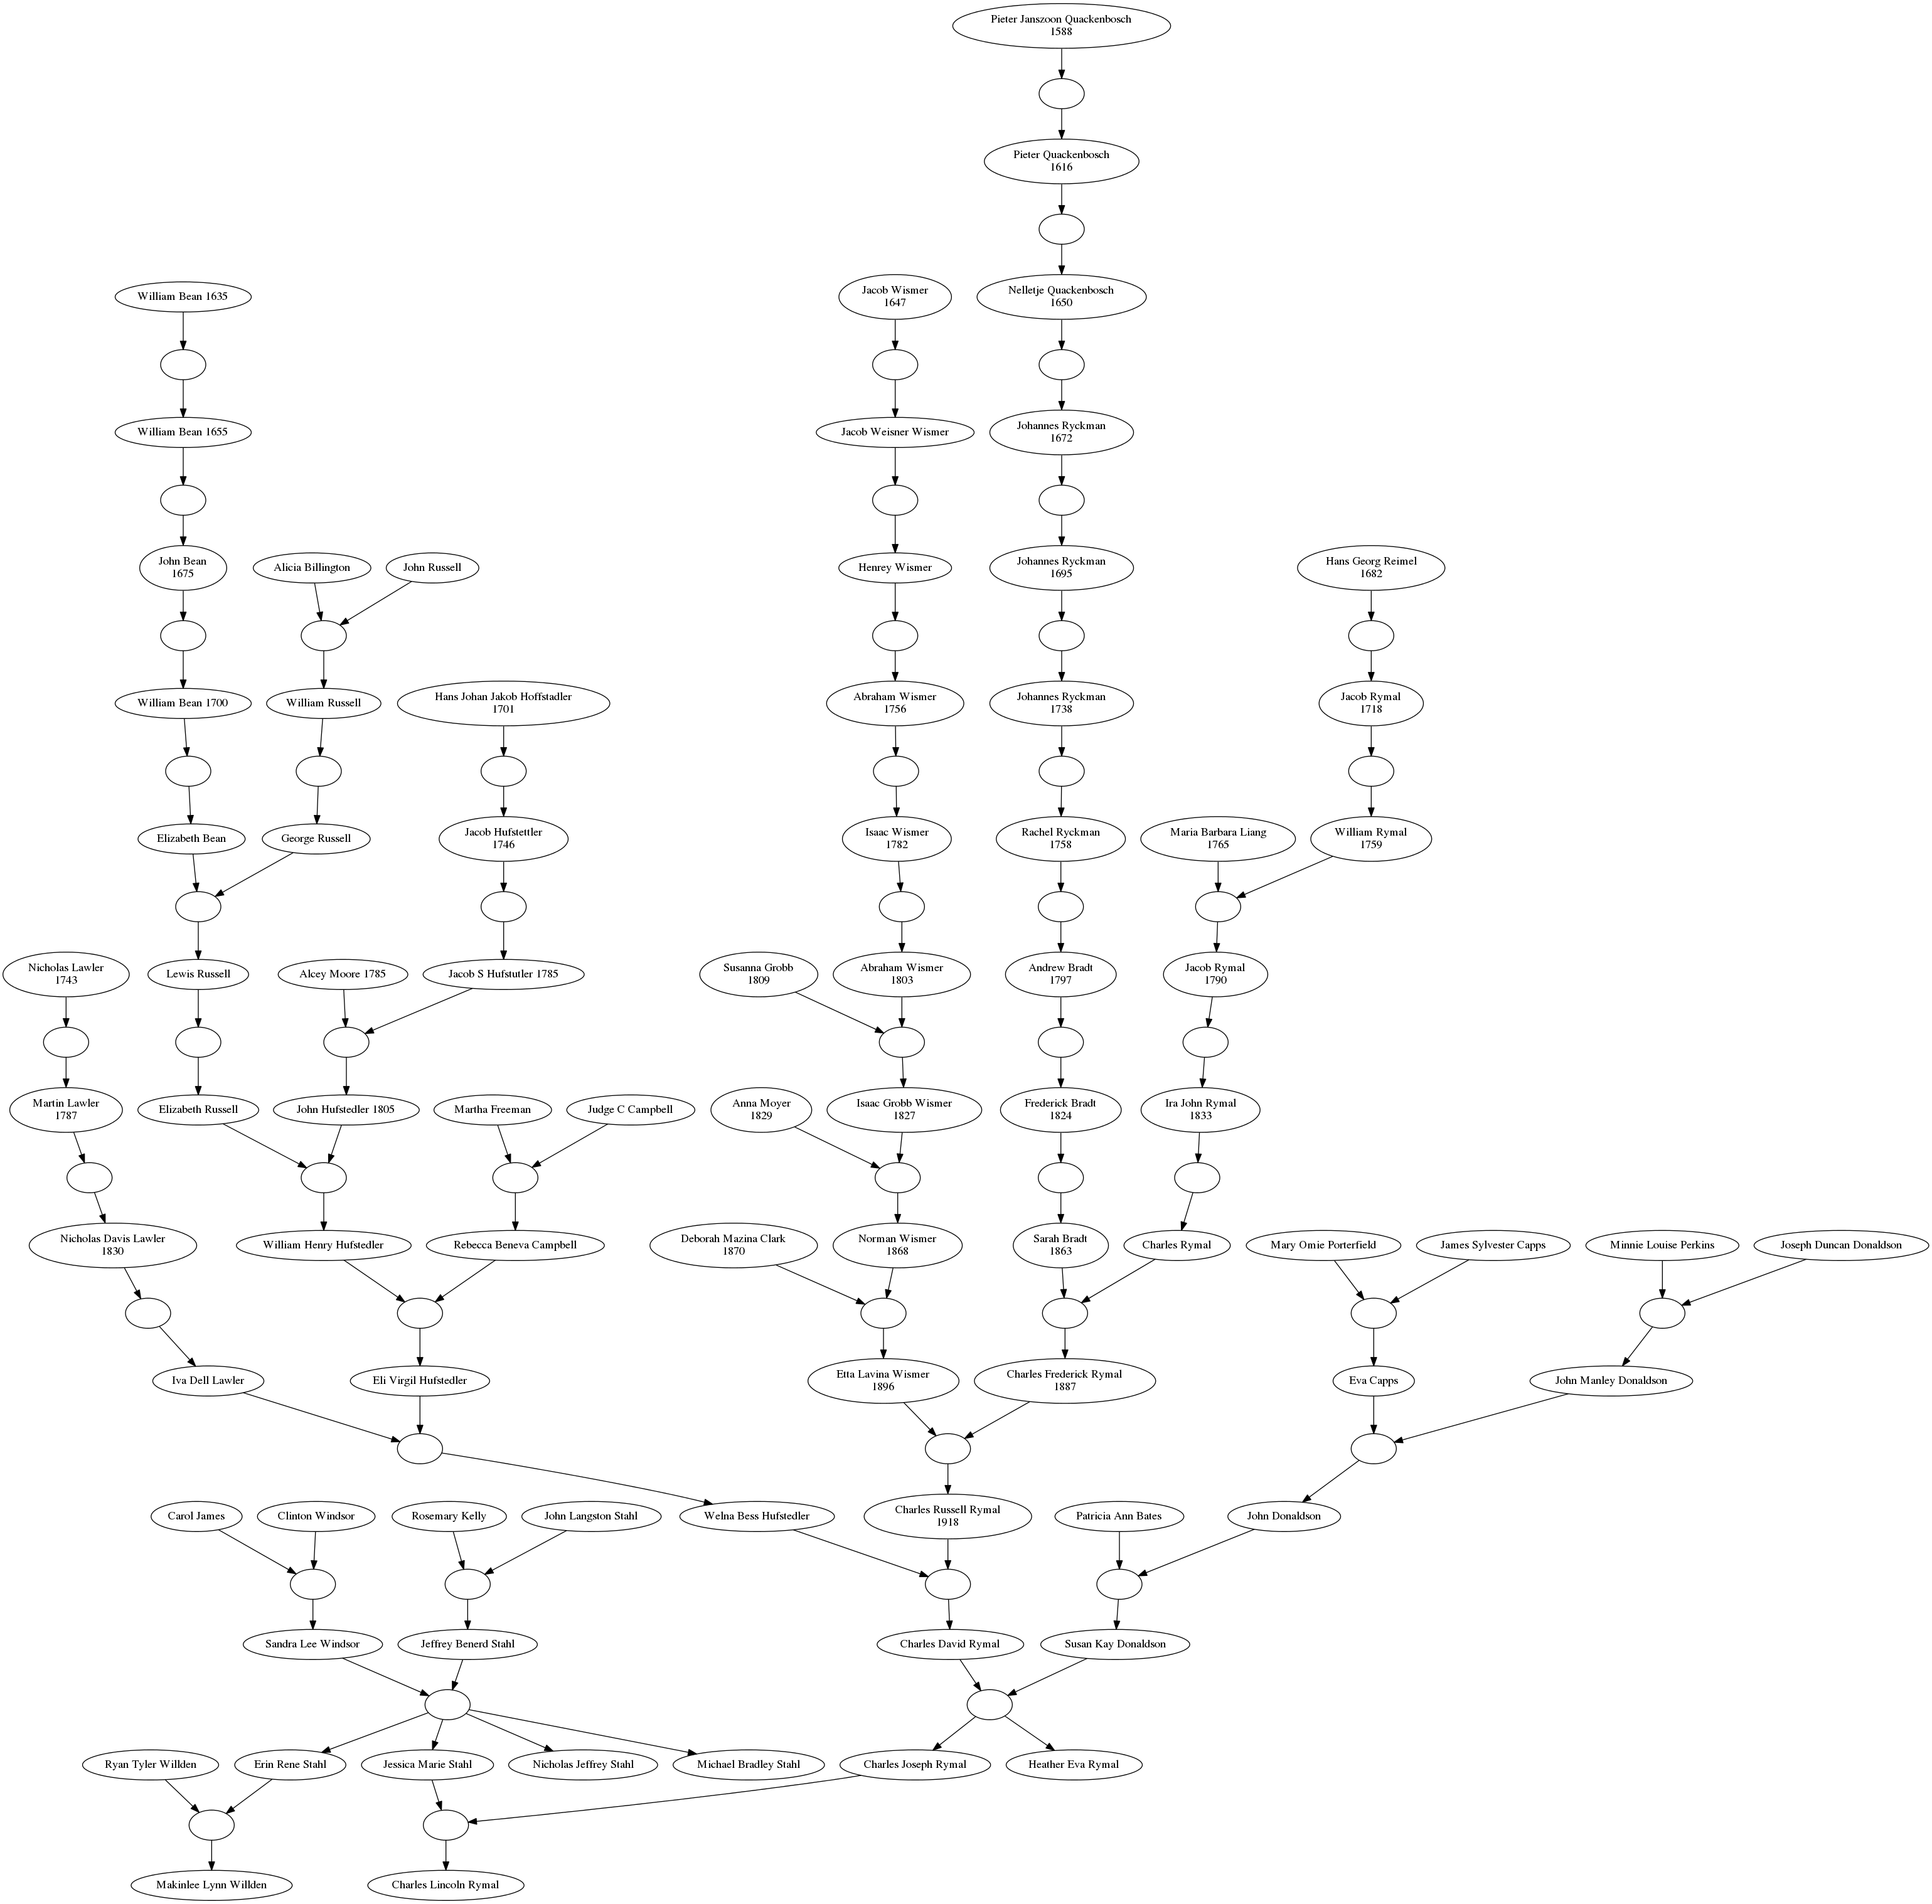 Pieter Janszoon Quackenbosch
1588
Pieter Quackenbosch
1616
William Bean 1635
Jacob Wismer
1647
Nelletje Quackenbosch
1650
William Bean 1655
Jacob Weisner Wismer
Johannes Ryckman
1672
John Bean
1675
Alicia Billington
John Russell
Henrey Wismer
Johannes Ryckman
1695
Hans Georg Reimel
1682
William Bean 1700
William Russell
Hans Johan Jakob Hoffstadler
1701
Abraham Wismer
1756
Johannes Ryckman
1738
Jacob Rymal
1718
Elizabeth Bean
George Russell
Jacob Hufstettler
1746
Isaac Wismer
1782
Rachel Ryckman
1758
Maria Barbara Liang
1765
William Rymal
1759
Nicholas Lawler
1743
Lewis Russell
Alcey Moore 1785
Jacob S Hufstutler 1785
Susanna Grobb
1809
Abraham Wismer
1803
Andrew Bradt
1797
Jacob Rymal
1790
Martin Lawler
1787
Elizabeth Russell
John Hufstedler 1805
Martha Freeman
Judge C Campbell
Anna Moyer
1829
Isaac Grobb Wismer
1827
Frederick Bradt
1824
Ira John Rymal
1833
Nicholas Davis Lawler
1830
William Henry Hufstedler
Rebecca Beneva Campbell
Deborah Mazina Clark
1870
Norman Wismer
1868
Sarah Bradt
1863
Charles Rymal
Mary Omie Porterfield
James Sylvester Capps
Minnie Louise Perkins
Joseph Duncan Donaldson
Iva Dell Lawler
Eli Virgil Hufstedler
Etta Lavina Wismer
1896
Charles Frederick Rymal
1887
Eva Capps
John Manley Donaldson
Carol James
Clinton Windsor
Rosemary Kelly
John Langston Stahl
Welna Bess Hufstedler
Charles Russell Rymal
1918
Patricia Ann Bates
John Donaldson
Sandra Lee Windsor
Jeffrey Benerd Stahl
Charles David Rymal
Susan Kay Donaldson
Ryan Tyler Willden
Erin Rene Stahl
Jessica Marie Stahl
Nicholas Jeffrey Stahl
Michael Bradley Stahl
Charles Joseph Rymal
Heather Eva Rymal
Makinlee Lynn Willden
Charles Lincoln Rymal